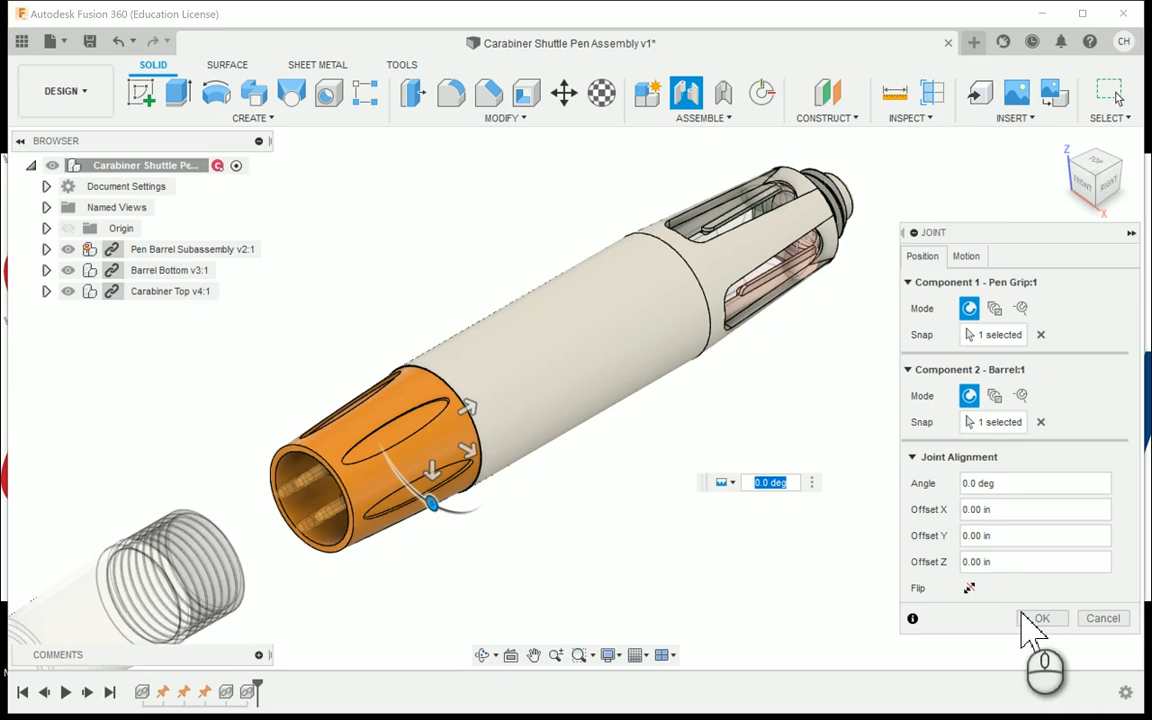 Autodesk Fusion 360 (Education License)
Carabiner Shuttle Pen Assembly v1*
CH
SOLID
SURFACE
SHEET METAL
TOOLS
DESIGN
CREATE
MODIFY
ASSEMBLE
CONSTRUCT
INSPECT
INSERT
SELECT
BROWSER
Carabiner Shuttle Pe...
Document Settings
Named Views
Origin
Pen Barrel Subassembly v2:1
Barrel Bottom v3:1
Carabiner Top v4:1
Z
TOP
FRONT
RIGHT
X
JOINT
Position
Motion
Component 1 - Pen Grip:1
Mode
Snap
1 selected
Component 2 - Barrel:1
Mode
Snap
1 selected
Joint Alignment
Angle
0.0 deg
Offset X
0.00 in
Offset Y
0.00 in
Offset Z
0.00 in
Flip
OK
Cancel
0.0 deg
COMMENTS